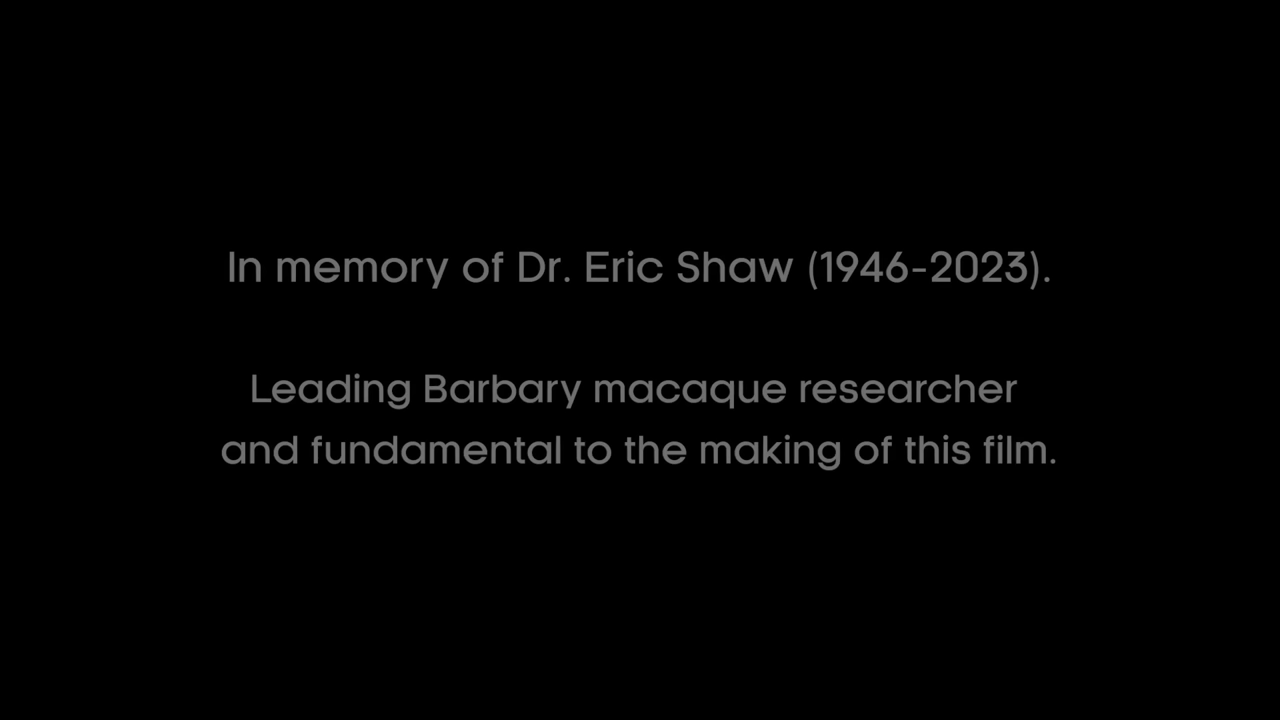 In memory of Dr. Eric Shaw (1946-2023).
Leading Barbary macaque researcher
and fundamental to the making of this film.